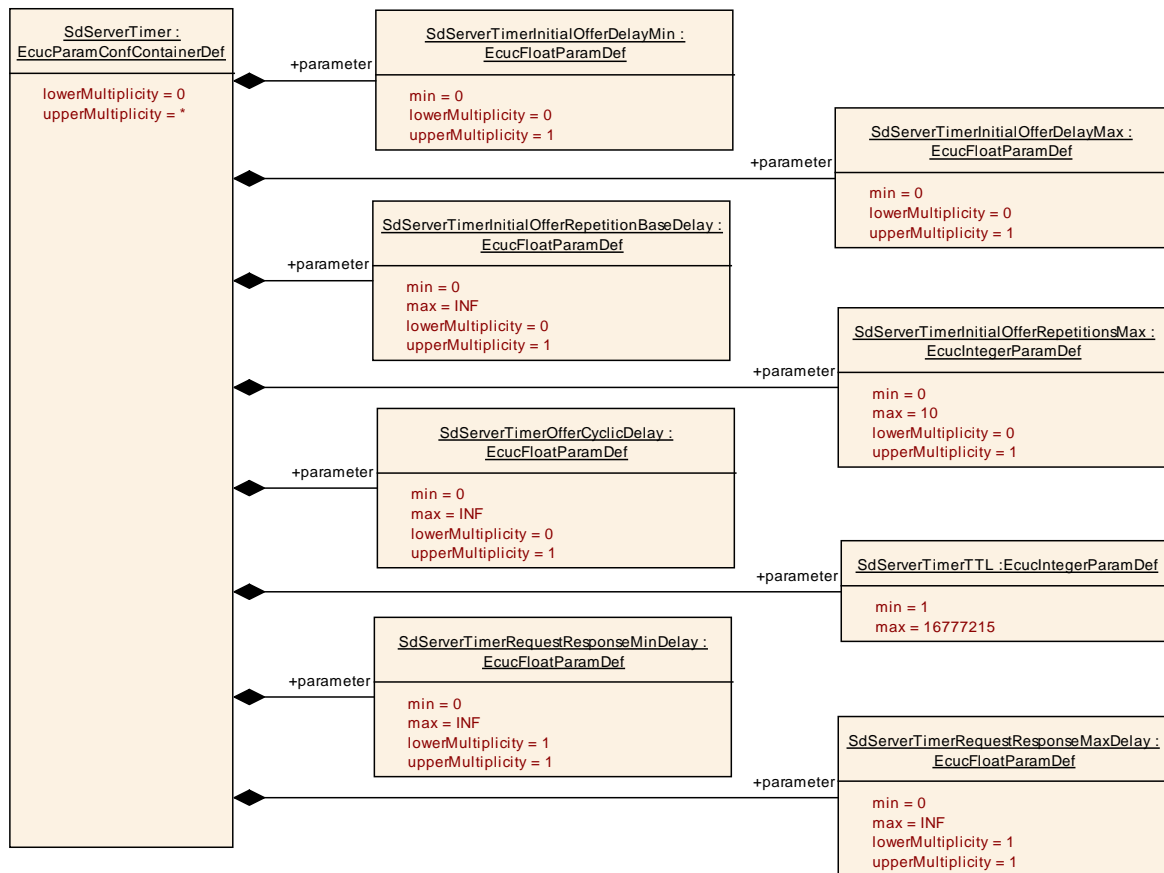 SdServerTimer :
EcucParamConfContainerDef
lowerMultiplicity = 0
upperMultiplicity = *
+parameter
SdServerTimerInitialOfferDelayMin :
EcucFloatParamDef
min = 0
lowerMultiplicity = 0
upperMultiplicity = 1
+parameter
SdServerTimerInitialOfferDelayMax :
EcucFloatParamDef
min = 0
lowerMultiplicity = 0
upperMultiplicity = 1
+parameter
SdServerTimerInitialOfferRepetitionBaseDelay :
EcucFloatParamDef
min = 0
max = INF
lowerMultiplicity = 0
upperMultiplicity = 1
+parameter
SdServerTimerInitialOfferRepetitionsMax :
EcucIntegerParamDef
min = 0
max = 10
lowerMultiplicity = 0
upperMultiplicity = 1
+parameter
SdServerTimerOfferCyclicDelay :
EcucFloatParamDef
min = 0
max = INF
lowerMultiplicity = 0
upperMultiplicity = 1
+parameter
SdServerTimerTTL :EcucIntegerParamDef
min = 1
max = 16777215
+parameter
SdServerTimerRequestResponseMinDelay :
EcucFloatParamDef
min = 0
max = INF
lowerMultiplicity = 1
upperMultiplicity = 1
+parameter
SdServerTimerRequestResponseMaxDelay :
EcucFloatParamDef
min = 0
max = INF
lowerMultiplicity = 1
upperMultiplicity = 1